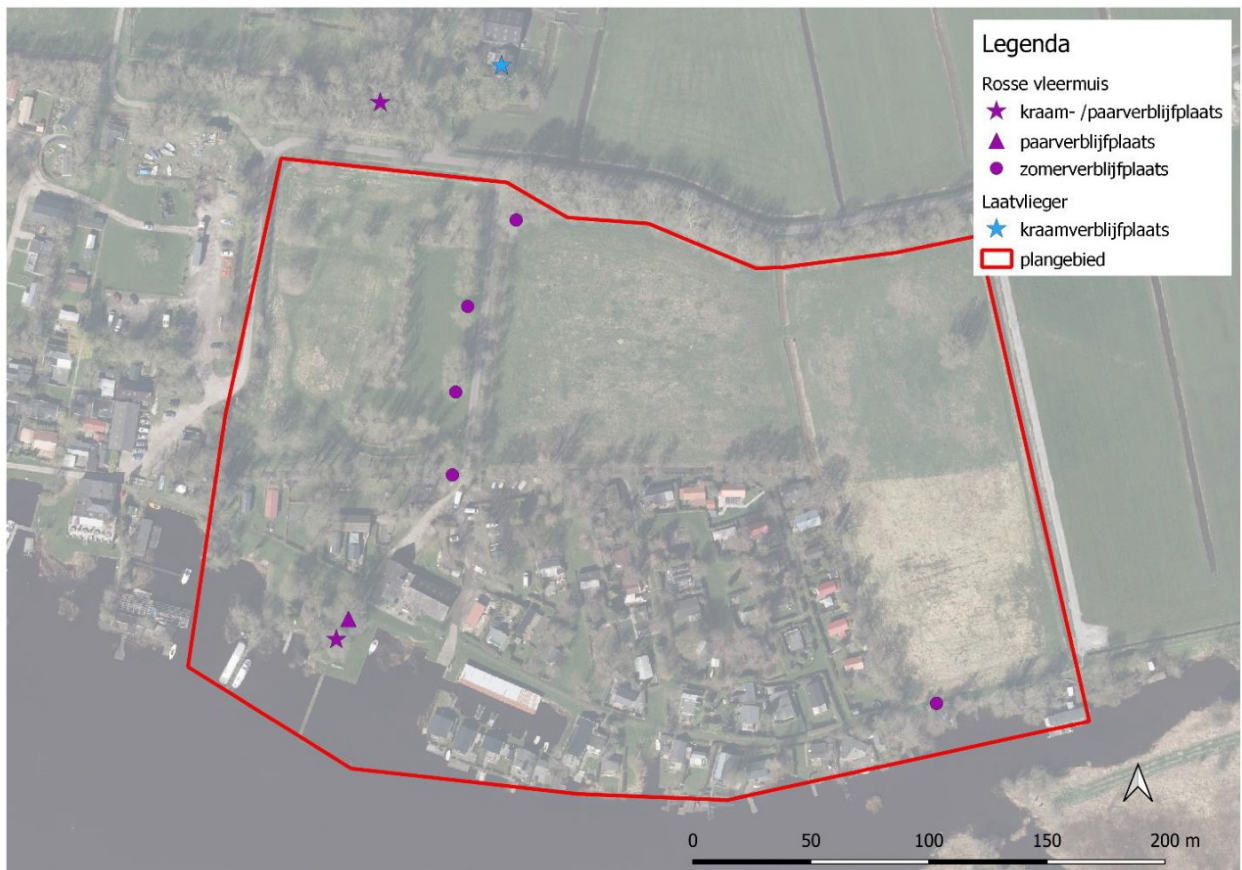 Legenda
Rosse vleermuis
kraam- /paarverblijfplaats
paarverblijfplaats
zomerverblijfplaats
Laatvlieger
kraamverblijfplaats
plangebied
0 50 100 150 200 m